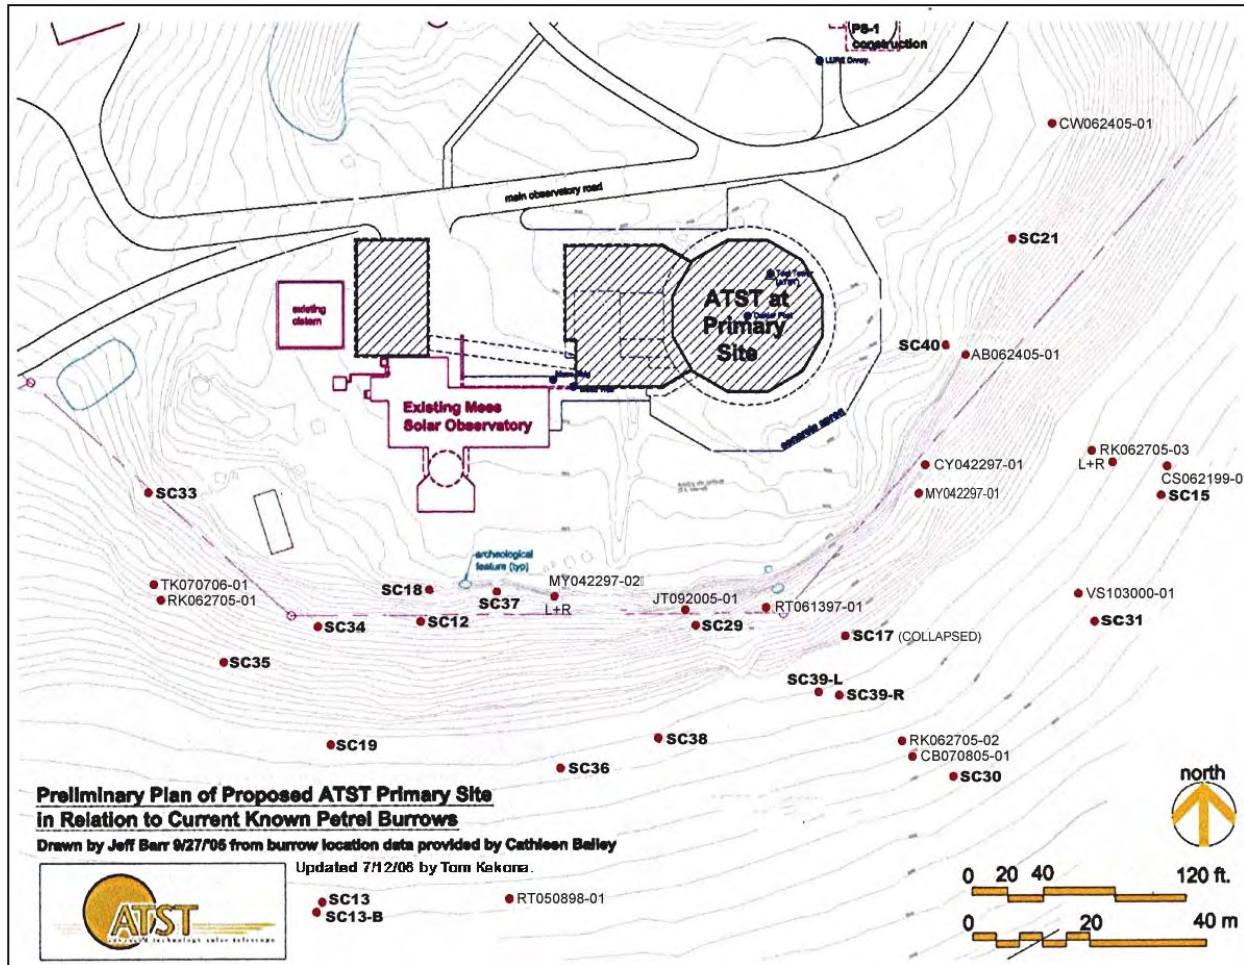 PS-1
construction
LURE Drvwy.
CW062405-01
main observatory road
SC21
existing
cistern
ATST at
Primary
Site
SC40
AB062405-01
Existing Mees
Solar Observatory
RK062705-03
L+R
CY042297-01
CS062199-0
SC33
MY042297-01
SC15
archeological
feature (typ)
TK070706-01
MY042297-02
SC18
SC37
L+R
JT092005-01
VS103000-01
RK062705-01
RT061397-01
SC34
SC12
SC29
SC31
SC17 (COLLAPSED)
SC35
SC39-L
SC39-R
SC19
SC38
RK062705-02
CB070805-01
SC36
SC30
north
Preliminary Plan of Proposed ATST Primary Site
in Relation to Current Known Petrel Burrows
Drawn by Jeff Barr 9/27/'05 from burrow location data provided by Cathleen Bailey
Updated 7/12/06 by Tom Kekona.
0 20 40 120 ft.
SC13
RT050898-01
SC13-B
ATST
advanced technology solar telescope
0 20 40 m